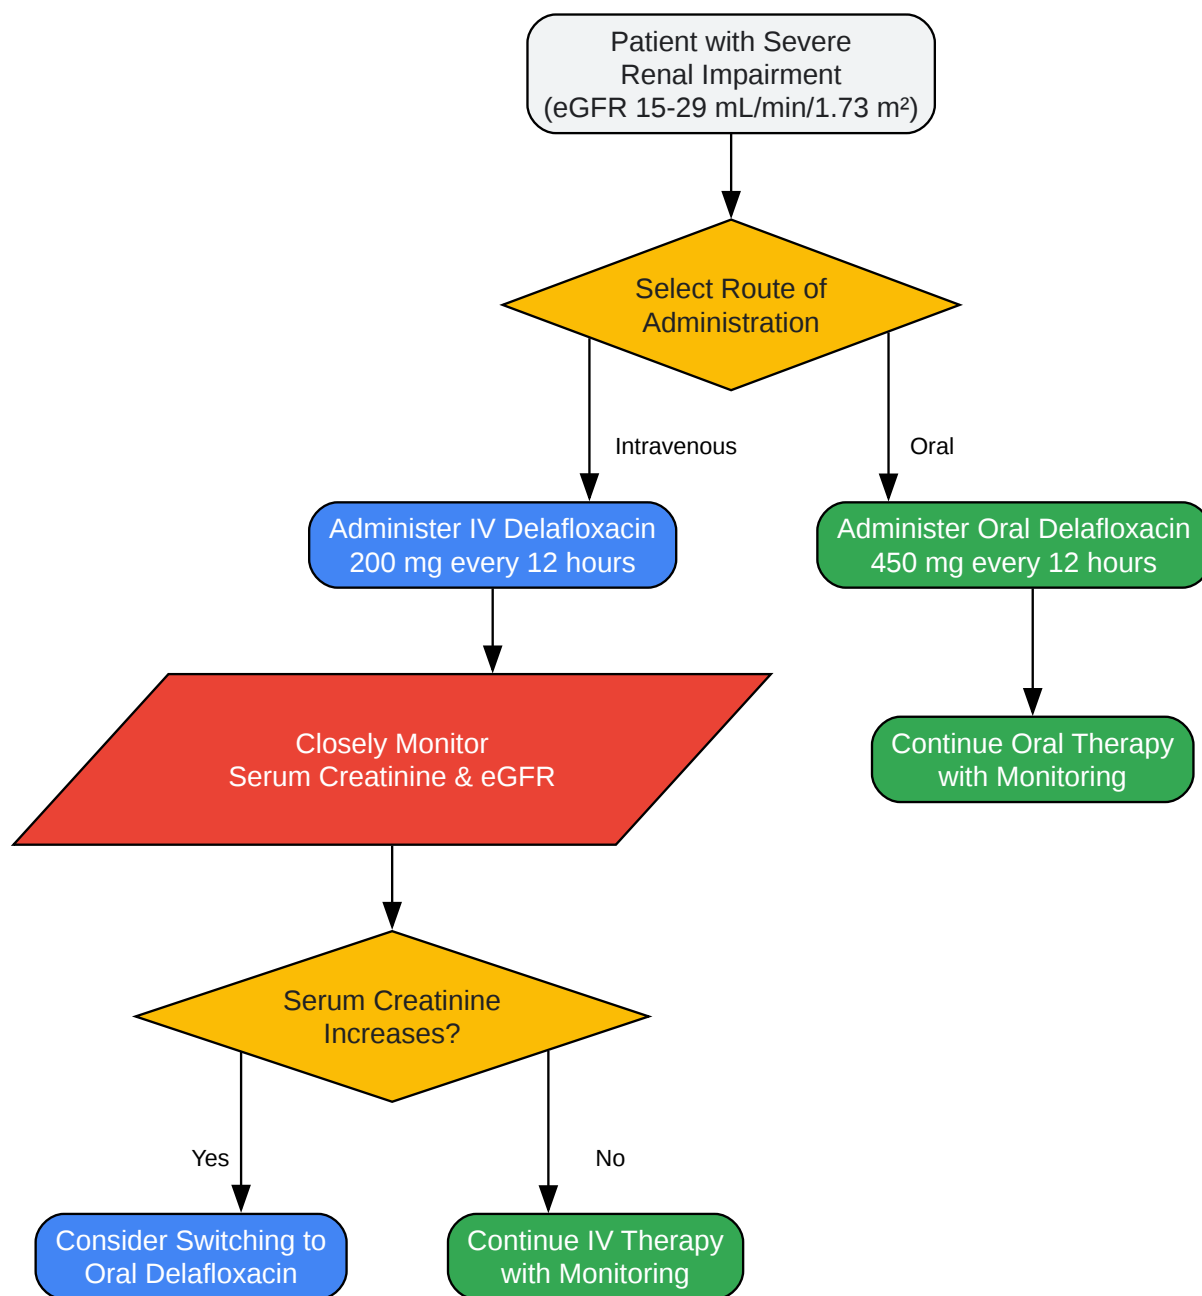 Patient with Severe
Renal Impairment
(eGFR 15-29 mL/min/1.73 m²)
Select Route of
Administration
Intravenous
Oral
Administer IV Delafloxacin
200 mg every 12 hours
Administer Oral Delafloxacin
450 mg every 12 hours
Closely Monitor
Serum Creatinine & eGFR
Continue Oral Therapy
with Monitoring
Serum Creatinine
Increases?
Yes
No
Consider Switching to
Oral Delafloxacin
Continue IV Therapy
with Monitoring